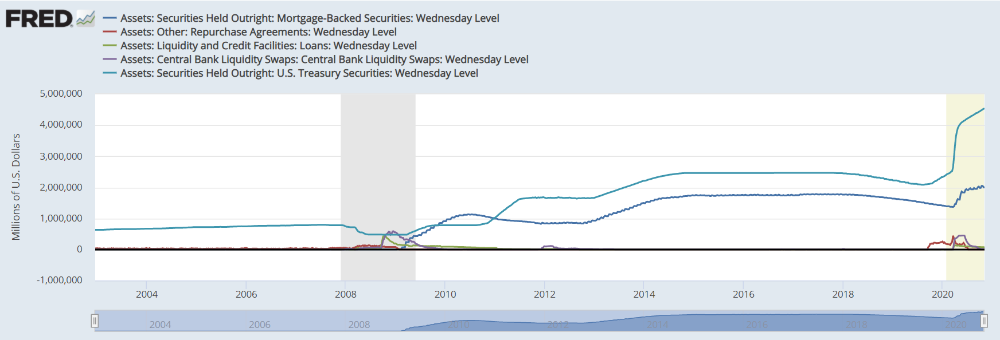 FRED
Assets: Securities Held Outright: Mortgage-Backed Securities: Wednesday Level
Assets: Other: Repurchase Agreements: Wednesday Level
Assets: Liquidity and Credit Facilities: Loans: Wednesday Level
Assets: Central Bank Liquidity Swaps: Central Bank Liquidity Swaps: Wednesday Level
Assets: Securities Held Outright: U.S. Treasury Securities: Wednesday Level
Millions of U.S. Dollars
5,000,000
4,000,000
3,000,000
2,000,000
1,000,000
0
-1,000,000
2004 2006 2008 2010 2012 2014 2016 2018 2020
2004 2006 2008 2010 2012 2014 2016 2018 2020